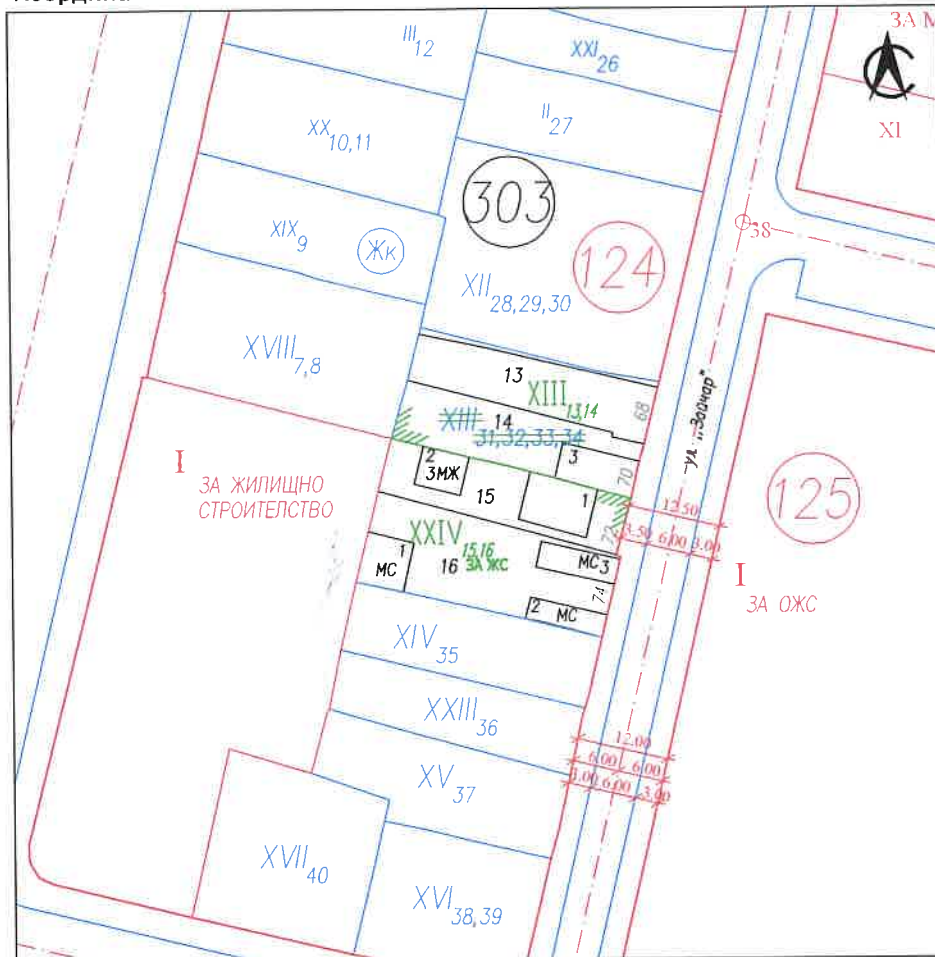 ЗА М
III 12
XXI 26
XI
XX 10,11
II 27
303
38
XIX 9
Жк
124
XII 28,29,30
XVIII 7,8
13
XIII 13,14
68
ул. „Зайчар"
XIII 14
31,32,33,34
2
3МЖ
3
70
I
ЗА ЖИЛИЩНО
СТРОИТЕЛСТВО
15
1
72
12.50
3.50 6.00 3.00
125
XXIV 15,16
ЗА ЖС
1
МС
16
МС 3
74
2 МС
I
ЗА ОЖС
XIV 35
XXIII 36
12.00
6.00 6.00
3.00 6.00 3.00
XV 37
XVII 40
XVI 38,39